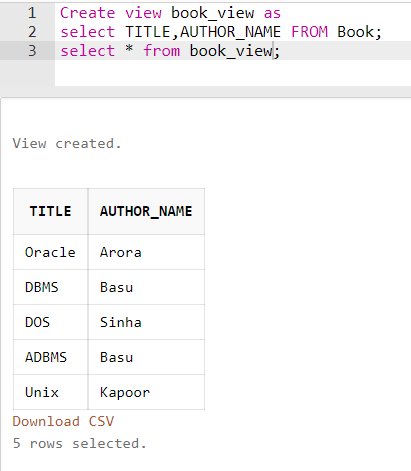 1 Create view book_view as
2 select TITLE,AUTHOR_NAME FROM Book;
3 select * from book_view;
View created.
TITLE AUTHOR_NAME
Oracle Arora
DBMS Basu
DOS Sinha
ADBMS Basu
Unix Kapoor
Download CSV
5 rows selected.